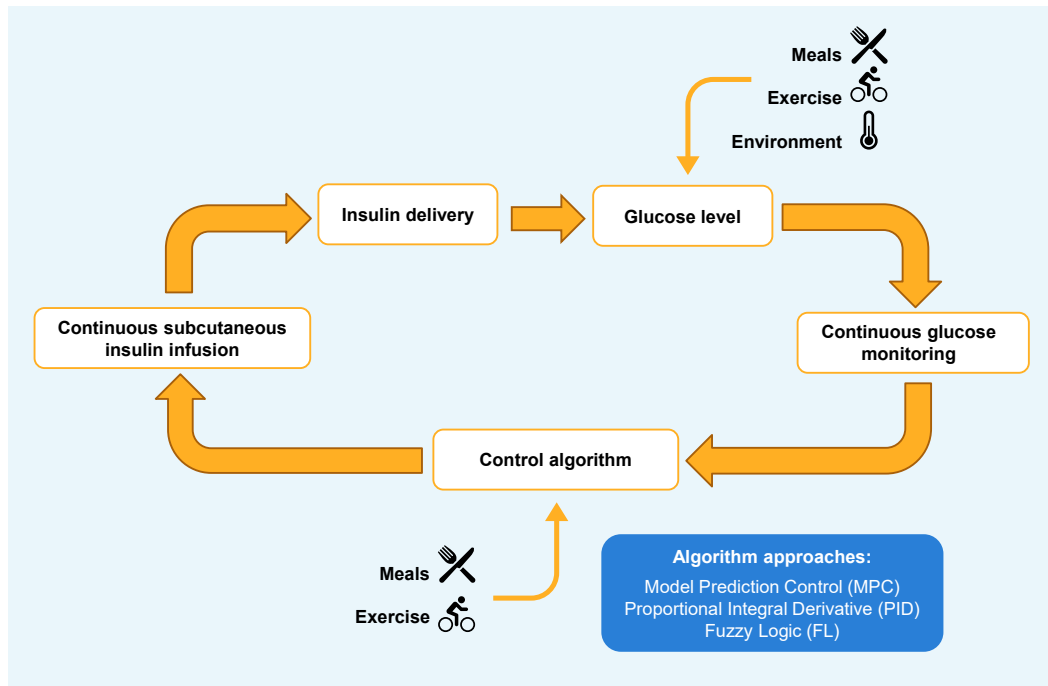 Meals
Exercise
Environment
Insulin delivery
Glucose level
Continuous subcutaneous
insulin infusion
Continuous glucose
monitoring
Control algorithm
Meals
Exercise
Algorithm approaches:
Model Prediction Control (MPC)
Proportional Integral Derivative (PID)
Fuzzy Logic (FL)